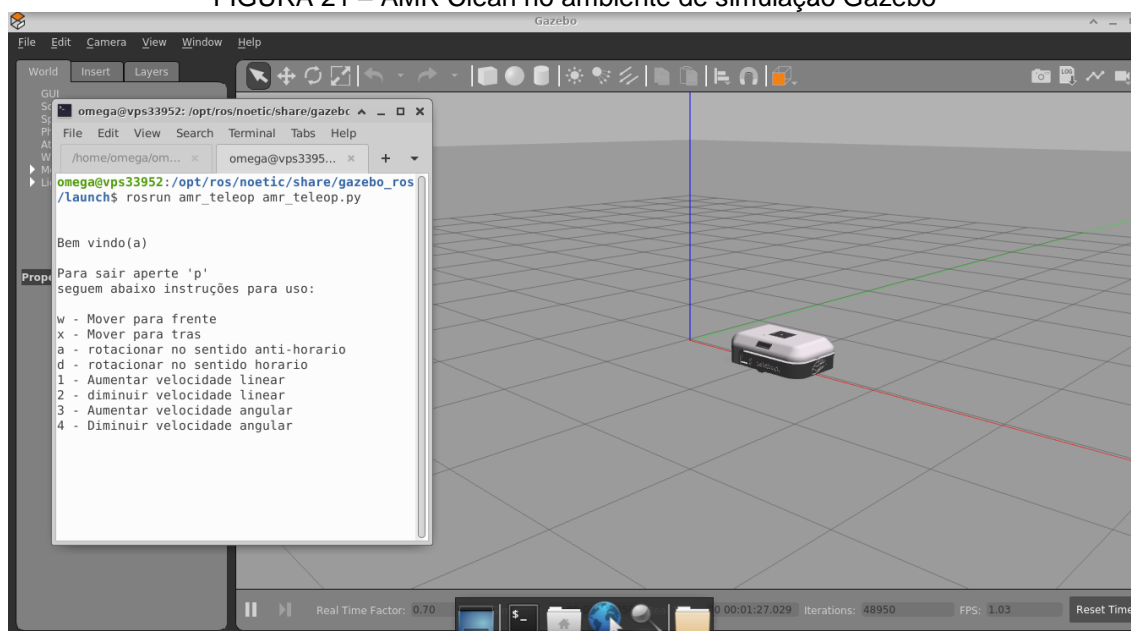 FIGURA 21 – AMR Clean no ambiente de simulação Gazebo
Gazebo
File Edit Camera View Window Help
World Insert Layers
GUI
omega@vps33952: /opt/ros/noetic/share/gazebc
File Edit View Search Terminal Tabs Help
/home/omega/om... omega@vps3395...
omega@vps33952:/opt/ros/noetic/share/gazebo_ros
/launch$ rosrun amr_teleop amr_teleop.py
Bem vindo(a)
Para sair aperte 'p'
seguem abaixo instruções para uso:
w - Mover para frente
x - Mover para tras
a - rotacionar no sentido anti-horario
d - rotacionar no sentido horario
1 - Aumentar velocidade linear
2 - diminuir velocidade linear
3 - Aumentar velocidade angular
4 - Diminuir velocidade angular
Prope
LOG
Real Time Factor: 0.70 0 00:01:27.029 Iterations: 48950 FPS: 1.03 Reset Time